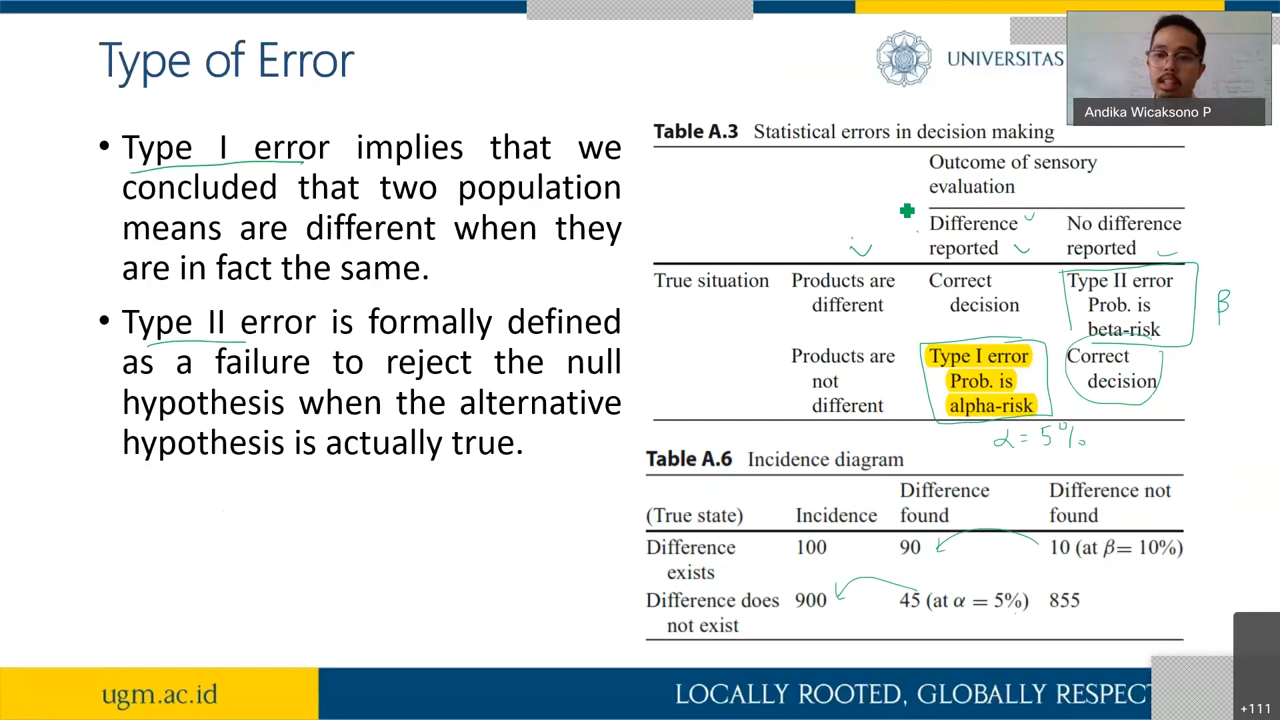 Type of Error
UNIVERSITAS
Andika Wicaksono P
• Type I error implies that we
concluded that two population
means are different when they
are in fact the same.
• Type II error is formally defined
as a failure to reject the null
hypothesis when the alternative
hypothesis is actually true.
Table A.3 Statistical errors in decision making
Outcome of sensory
evaluation
Difference No difference
reported reported
True situation Products are Correct Type II error
different decision Prob. is
beta-risk
β
Products are Type I error Correct
not Prob. is decision
different alpha-risk
α = 5%
Table A.6 Incidence diagram
Difference Difference not
(True state) Incidence found found
Difference 100 90 10 (at β= 10%)
exists
Difference does 900 45 (at α = 5%) 855
not exist
ugm.ac.id
LOCALLY ROOTED, GLOBALLY RESPECT
+111